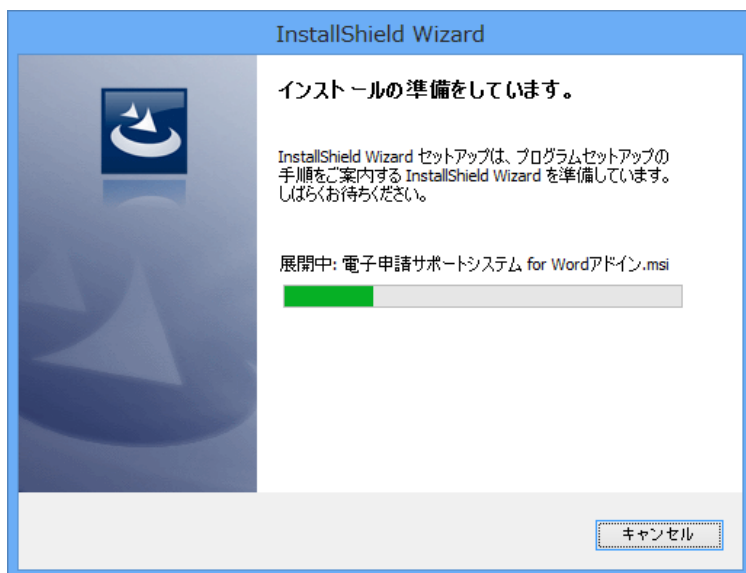 InstallShield Wizard
インストールの準備をしています。
InstallShield Wizard セットアップは、プログラムセットアップの
手順をご案内する InstallShield Wizard を準備しています。
しばらくお待ちください。
展開中: 電子申請サポートシステム for Wordアドイン.msi
キャンセル